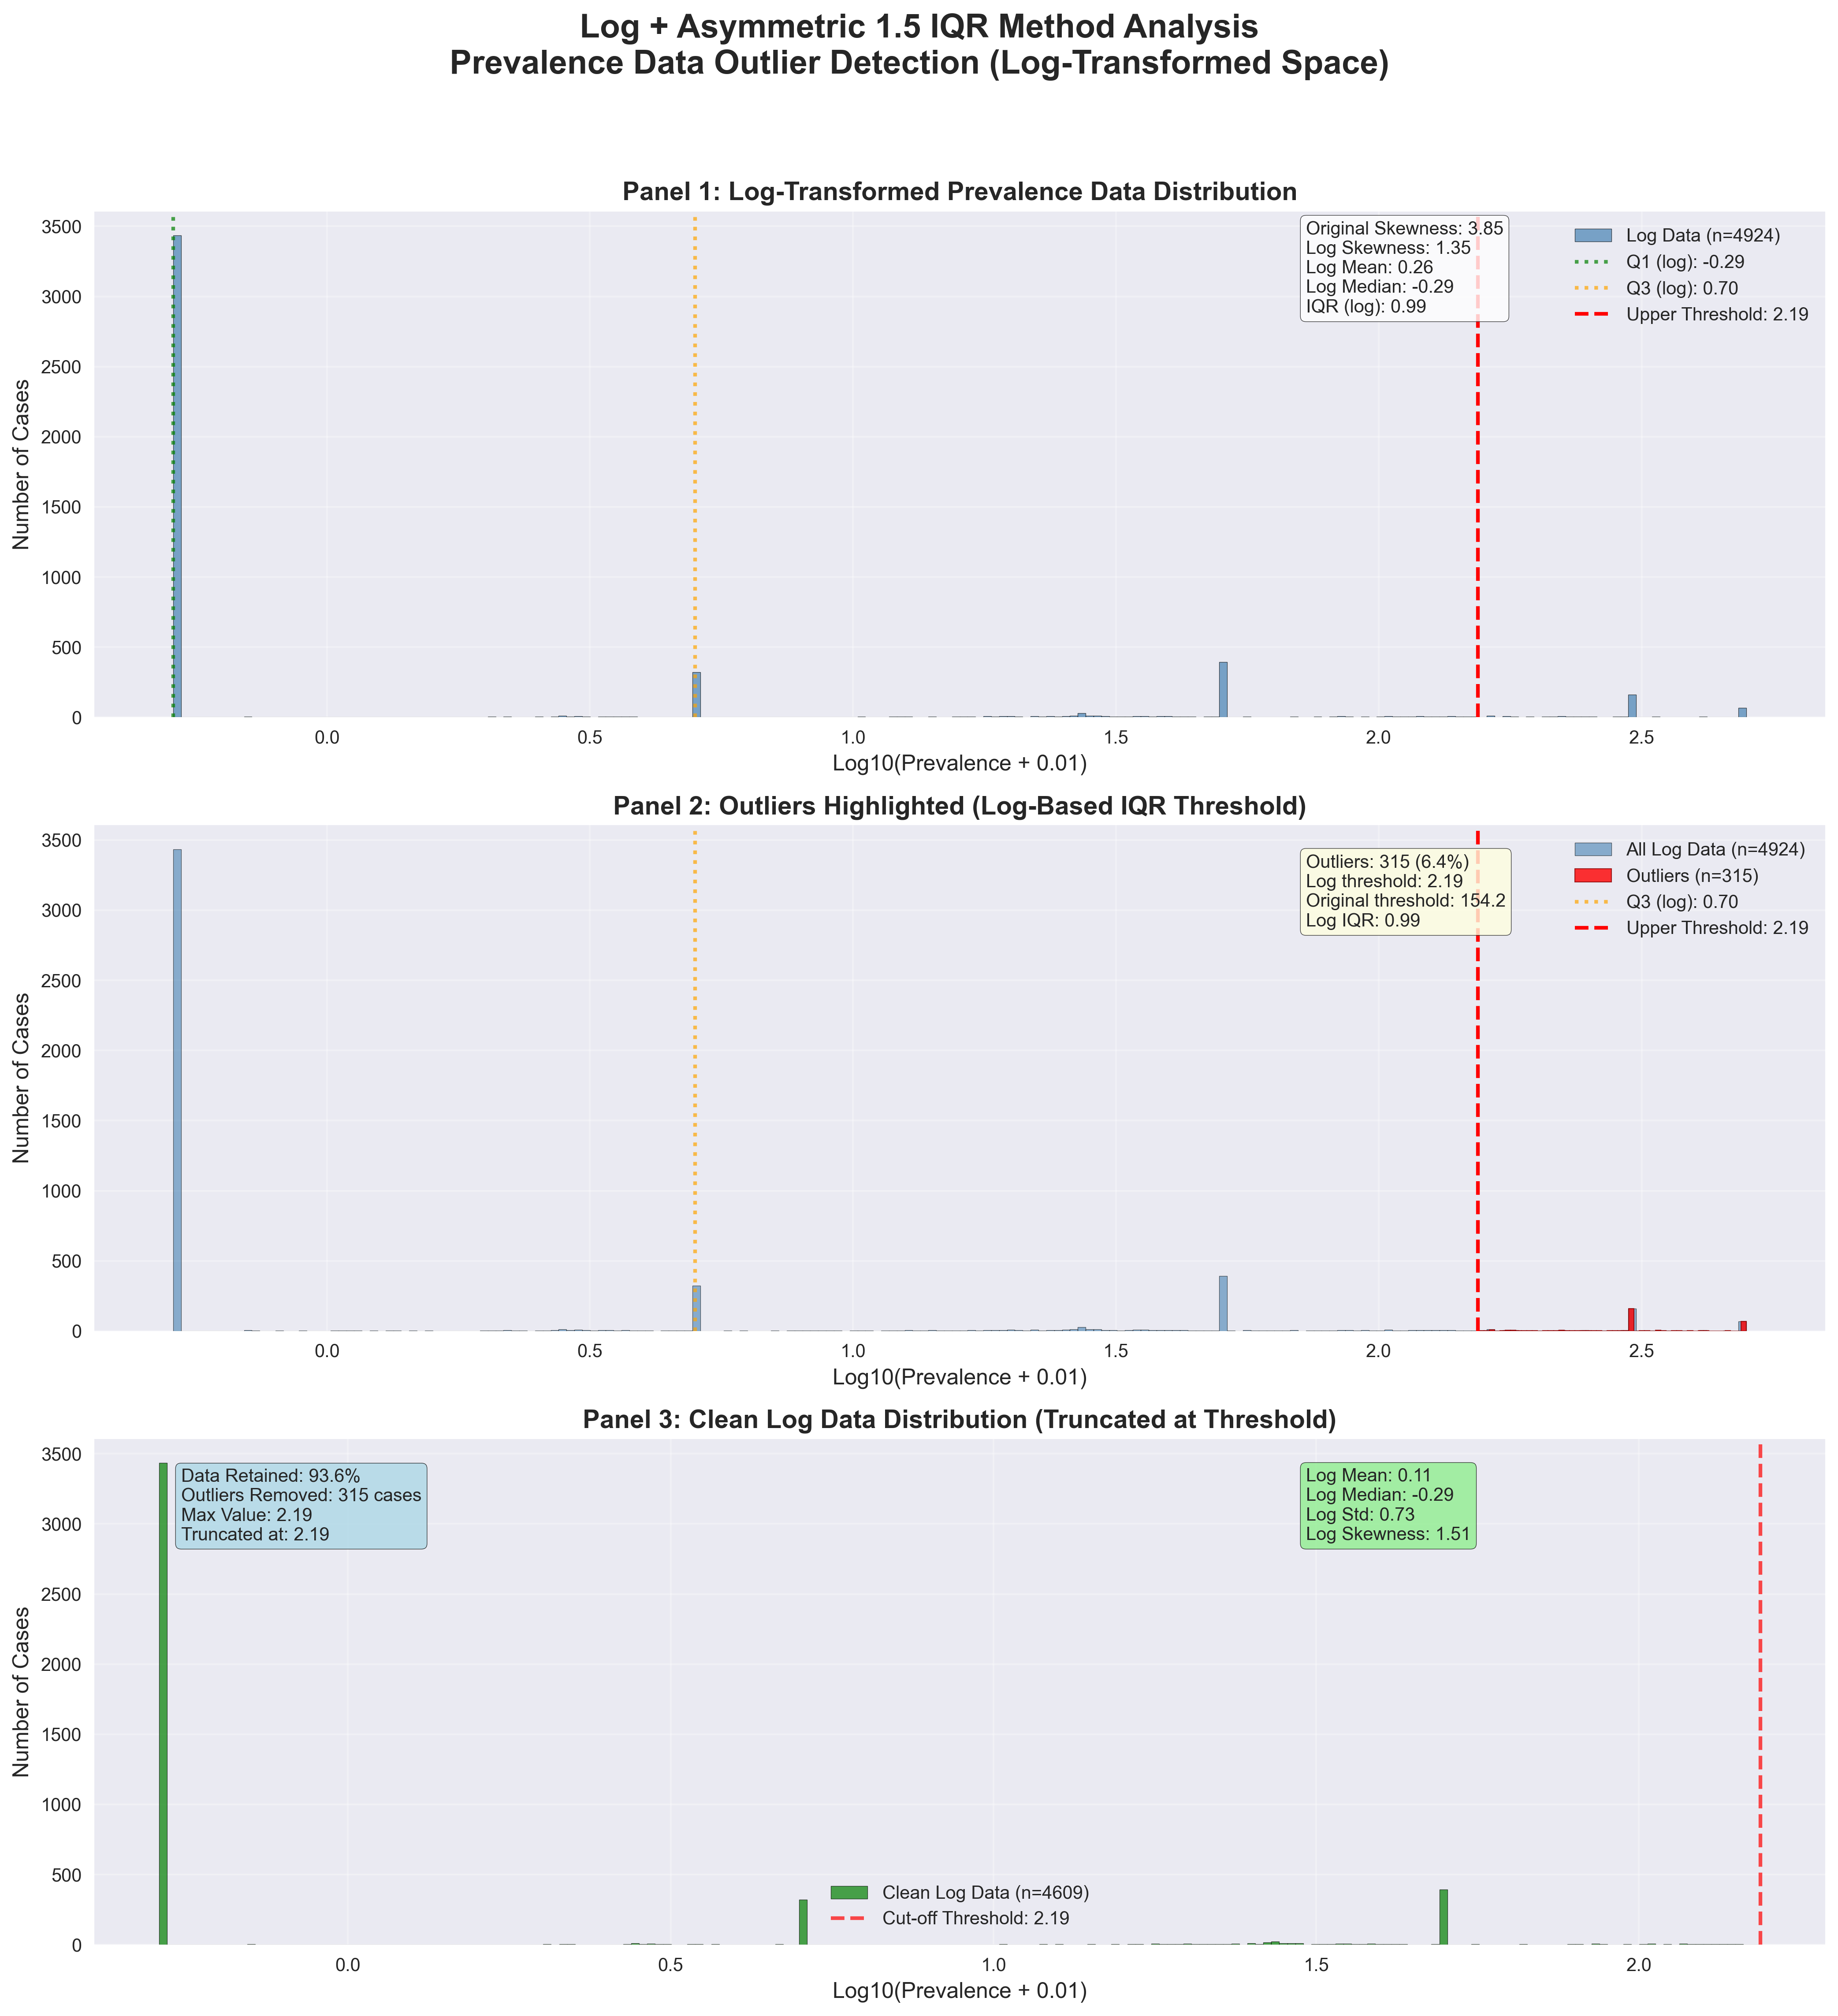 Log + Asymmetric 1.5 IQR Method Analysis
Prevalence Data Outlier Detection (Log-Transformed Space)
Panel 1: Log-Transformed Prevalence Data Distribution
Number of Cases
3500
3000
2500
2000
1500
1000
500
0
Original Skewness: 3.85
Log Skewness: 1.35
Log Mean: 0.26
Log Median: -0.29
IQR (log): 0.99
Log Data (n=4924)
Q1 (log): -0.29
Q3 (log): 0.70
Upper Threshold: 2.19
0.0 0.5 1.0 1.5 2.0 2.5
Log10(Prevalence + 0.01)
Panel 2: Outliers Highlighted (Log-Based IQR Threshold)
Number of Cases
3500
3000
2500
2000
1500
1000
500
0
Outliers: 315 (6.4%)
Log threshold: 2.19
Original threshold: 154.2
Log IQR: 0.99
All Log Data (n=4924)
Outliers (n=315)
Q3 (log): 0.70
Upper Threshold: 2.19
0.0 0.5 1.0 1.5 2.0 2.5
Log10(Prevalence + 0.01)
Panel 3: Clean Log Data Distribution (Truncated at Threshold)
Number of Cases
3500
3000
2500
2000
1500
1000
500
0
Data Retained: 93.6%
Outliers Removed: 315 cases
Max Value: 2.19
Truncated at: 2.19
Log Mean: 0.11
Log Median: -0.29
Log Std: 0.73
Log Skewness: 1.51
Clean Log Data (n=4609)
Cut-off Threshold: 2.19
0.0 0.5 1.0 1.5 2.0
Log10(Prevalence + 0.01)